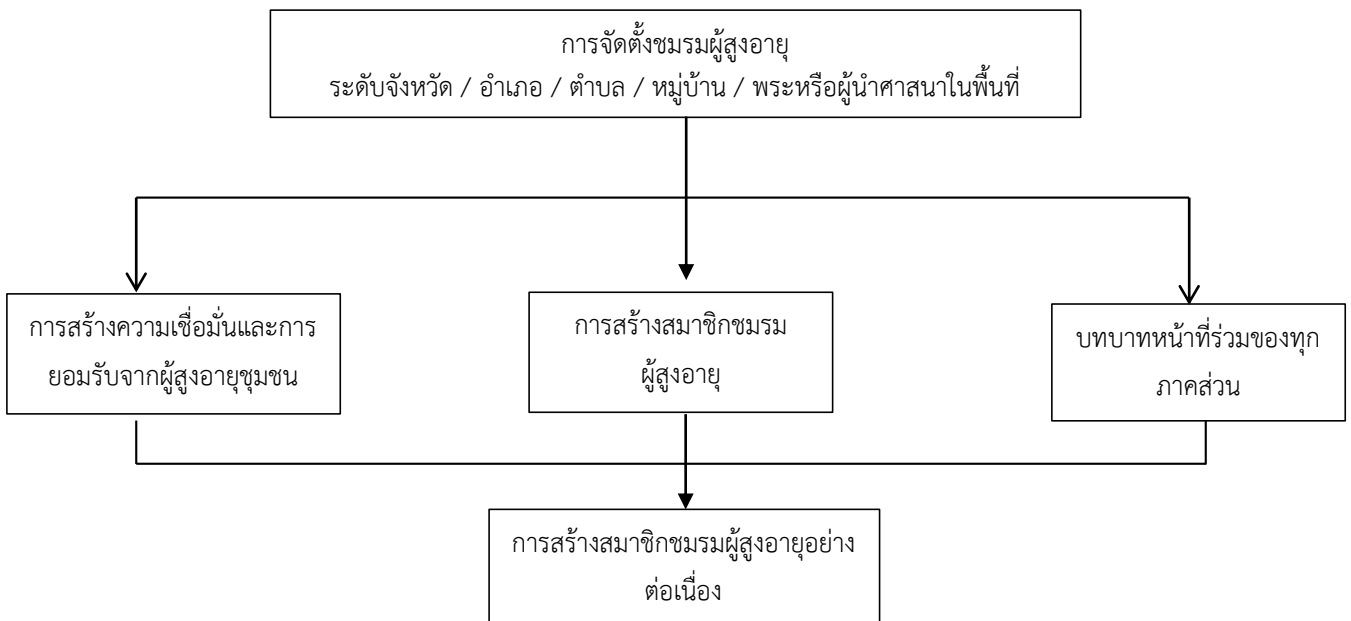 การจัดตั้งชมรมผู้สูงอายุ
ระดับจังหวัด / อำเภอ / ตำบล / หมู่บ้าน / พระหรือผู้นำศาสนาในพื้นที่
การสร้างความเชื่อมั่นและการ
ยอมรับจากผู้สูงอายุชุมชน
การสร้างสมาชิกชมรม
ผู้สูงอายุ
บทบาทหน้าที่ร่วมของทุก
ภาคส่วน
การสร้างสมาชิกชมรมผู้สูงอายุอย่าง
ต่อเนื่อง